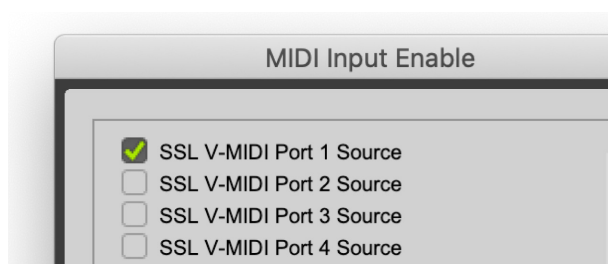 MIDI Input Enable
SSL V-MIDI Port 1 Source
SSL V-MIDI Port 2 Source
SSL V-MIDI Port 3 Source
SSL V-MIDI Port 4 Source